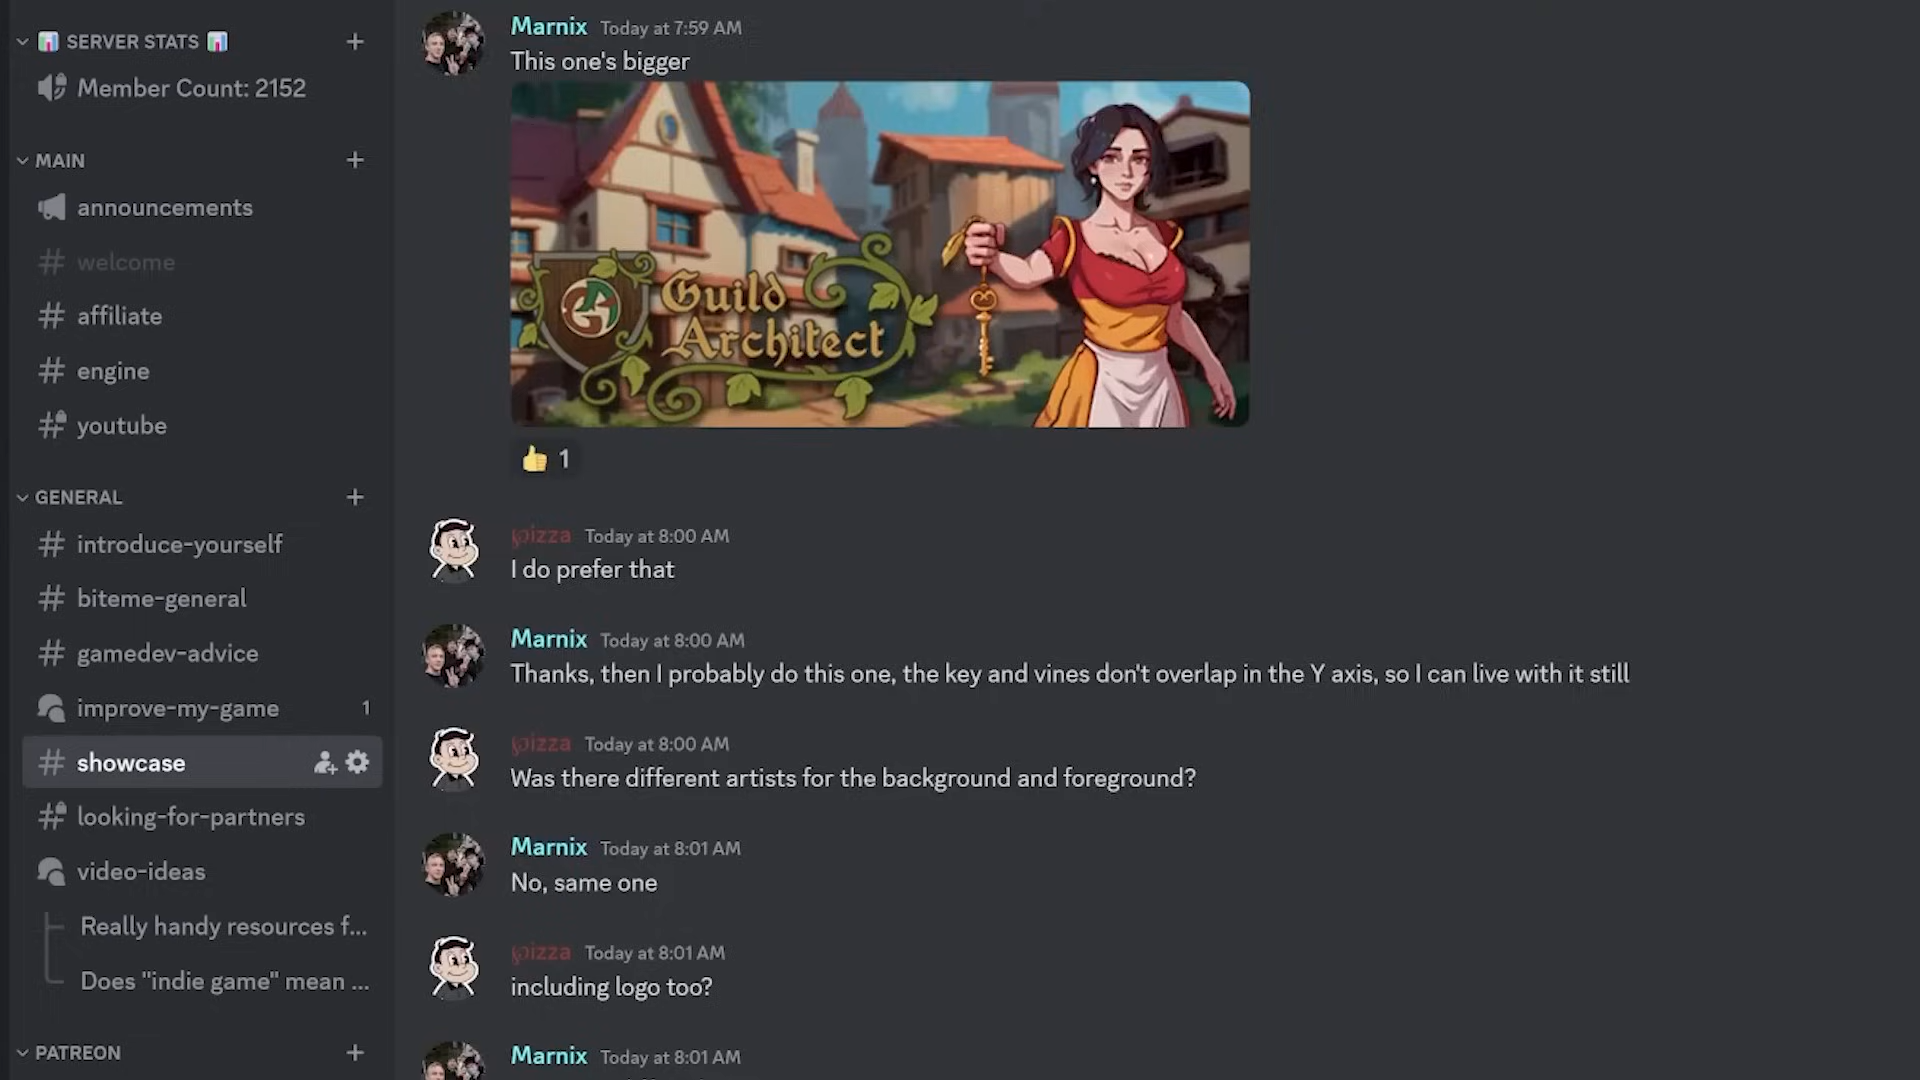 SERVER STATS
Member Count: 2152
MAIN
announcements
welcome
affiliate
engine
youtube
GENERAL
introduce-yourself
biteme-general
gamedev-advice
improve-my-game 1
showcase
looking-for-partners
video-ideas
Really handy resources f...
Does "indie game" mean ...
PATREON
Marnix Today at 7:59 AM
This one's bigger
Guild
Architect
👍 1
pizza Today at 8:00 AM
I do prefer that
Marnix Today at 8:00 AM
Thanks, then I probably do this one, the key and vines don't overlap in the Y axis, so I can live with it still
pizza Today at 8:00 AM
Was there different artists for the background and foreground?
Marnix Today at 8:01 AM
No, same one
pizza Today at 8:01 AM
including logo too?
Marnix Today at 8:01 AM